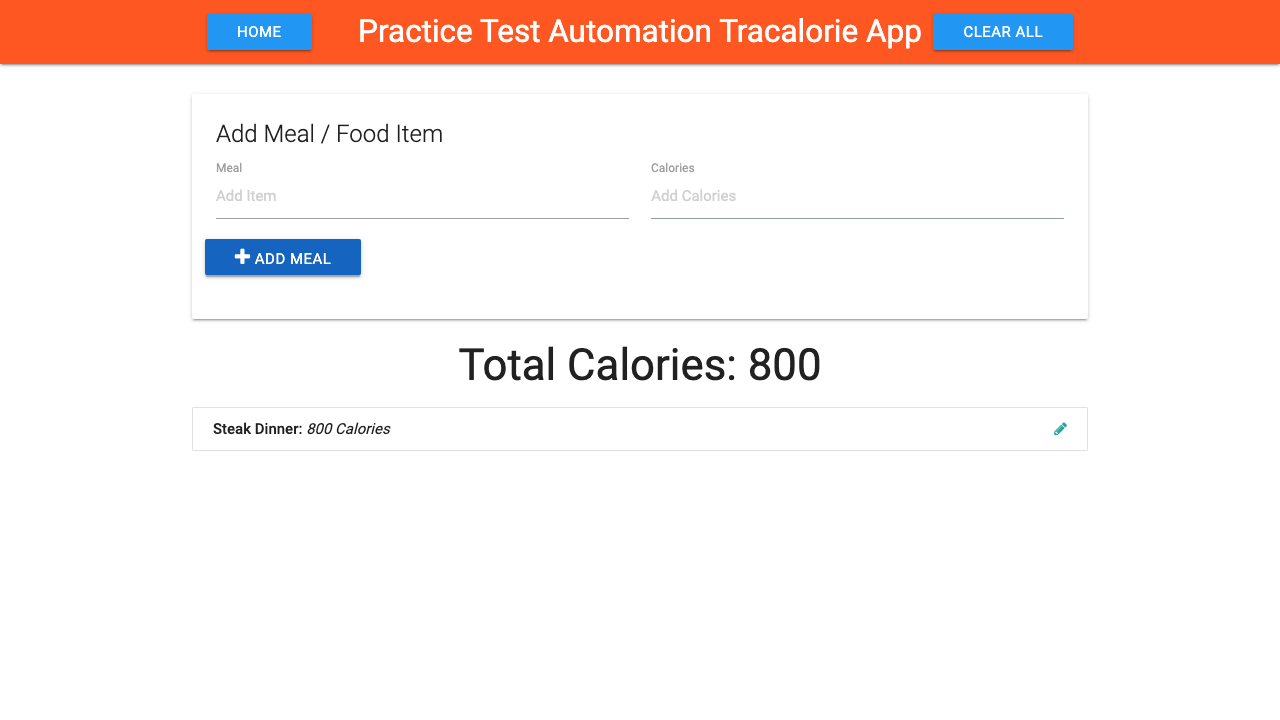 HOME
Practice Test Automation Tracalorie App
CLEAR ALL
Add Meal / Food Item
Meal
Calories
Add Item
Add Calories
ADD MEAL
Total Calories: 800
Steak Dinner: 800 Calories